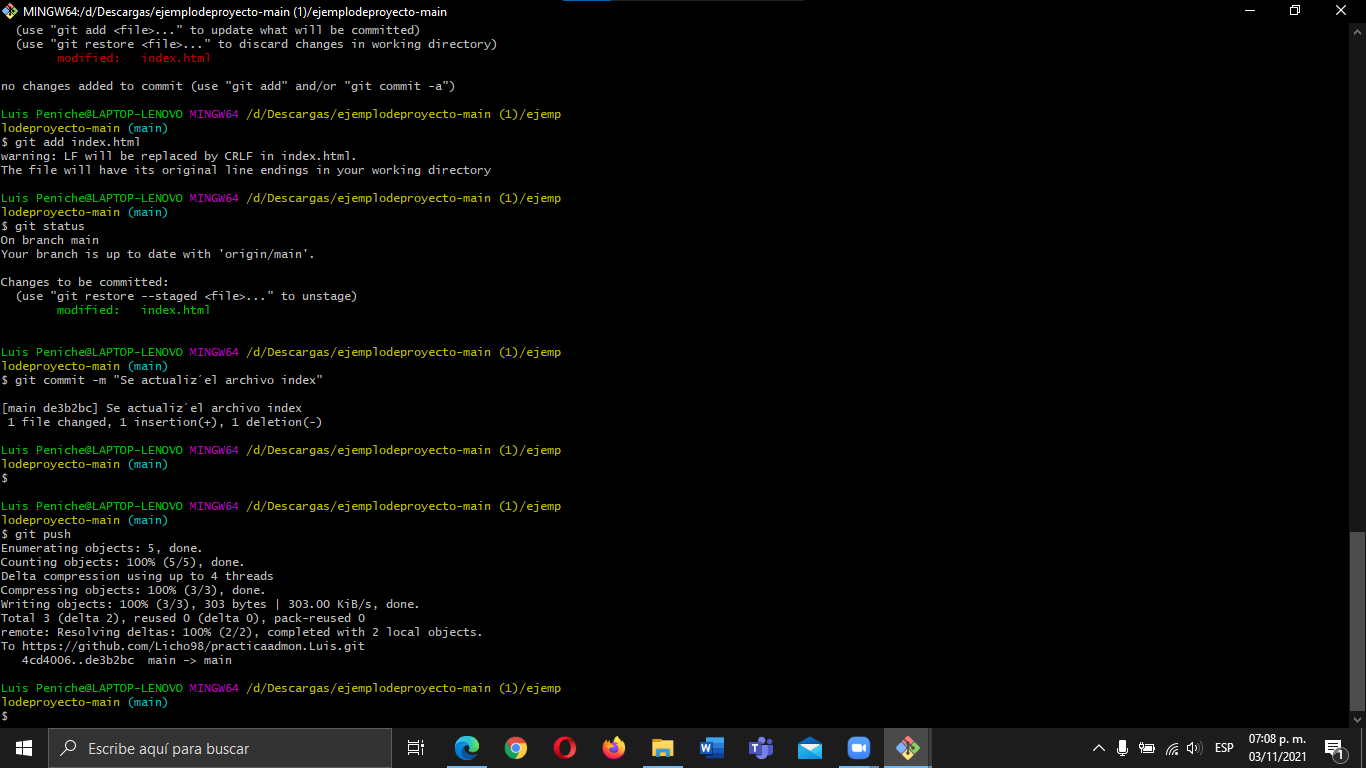 MINGW64:/d/Descargas/ejemplodeproyecto-main (1)/ejemplodeproyecto-main
(use "git add <file>..." to update what will be committed)
(use "git restore <file>..." to discard changes in working directory)
modified:   index.html
no changes added to commit (use "git add" and/or "git commit -a")
Luis Peniche@LAPTOP-LENOVO MINGW64 /d/Descargas/ejemplodeproyecto-main (1)/ejemp
lodeproyecto-main (main)
$ git add index.html
warning: LF will be replaced by CRLF in index.html.
The file will have its original line endings in your working directory
Luis Peniche@LAPTOP-LENOVO MINGW64 /d/Descargas/ejemplodeproyecto-main (1)/ejemp
lodeproyecto-main (main)
$ git status
On branch main
Your branch is up to date with 'origin/main'.
Changes to be committed:
(use "git restore --staged <file>..." to unstage)
modified:   index.html
Luis Peniche@LAPTOP-LENOVO MINGW64 /d/Descargas/ejemplodeproyecto-main (1)/ejemp
lodeproyecto-main (main)
$ git commit -m "Se actualiz´el archivo index"
[main de3b2bc] Se actualiz´el archivo index
1 file changed, 1 insertion(+), 1 deletion(-)
Luis Peniche@LAPTOP-LENOVO MINGW64 /d/Descargas/ejemplodeproyecto-main (1)/ejemp
lodeproyecto-main (main)
$
Luis Peniche@LAPTOP-LENOVO MINGW64 /d/Descargas/ejemplodeproyecto-main (1)/ejemp
lodeproyecto-main (main)
$ git push
Enumerating objects: 5, done.
Counting objects: 100% (5/5), done.
Delta compression using up to 4 threads
Compressing objects: 100% (3/3), done.
Writing objects: 100% (3/3), 303 bytes | 303.00 KiB/s, done.
Total 3 (delta 2), reused 0 (delta 0), pack-reused 0
remote: Resolving deltas: 100% (2/2), completed with 2 local objects.
To https://github.com/Licho98/practicaadmon.Luis.git
4cd4006..de3b2bc  main -> main
Luis Peniche@LAPTOP-LENOVO MINGW64 /d/Descargas/ejemplodeproyecto-main (1)/ejemp
lodeproyecto-main (main)
$
Escribe aquí para buscar
ESP
07:08 p. m.
03/11/2021
1